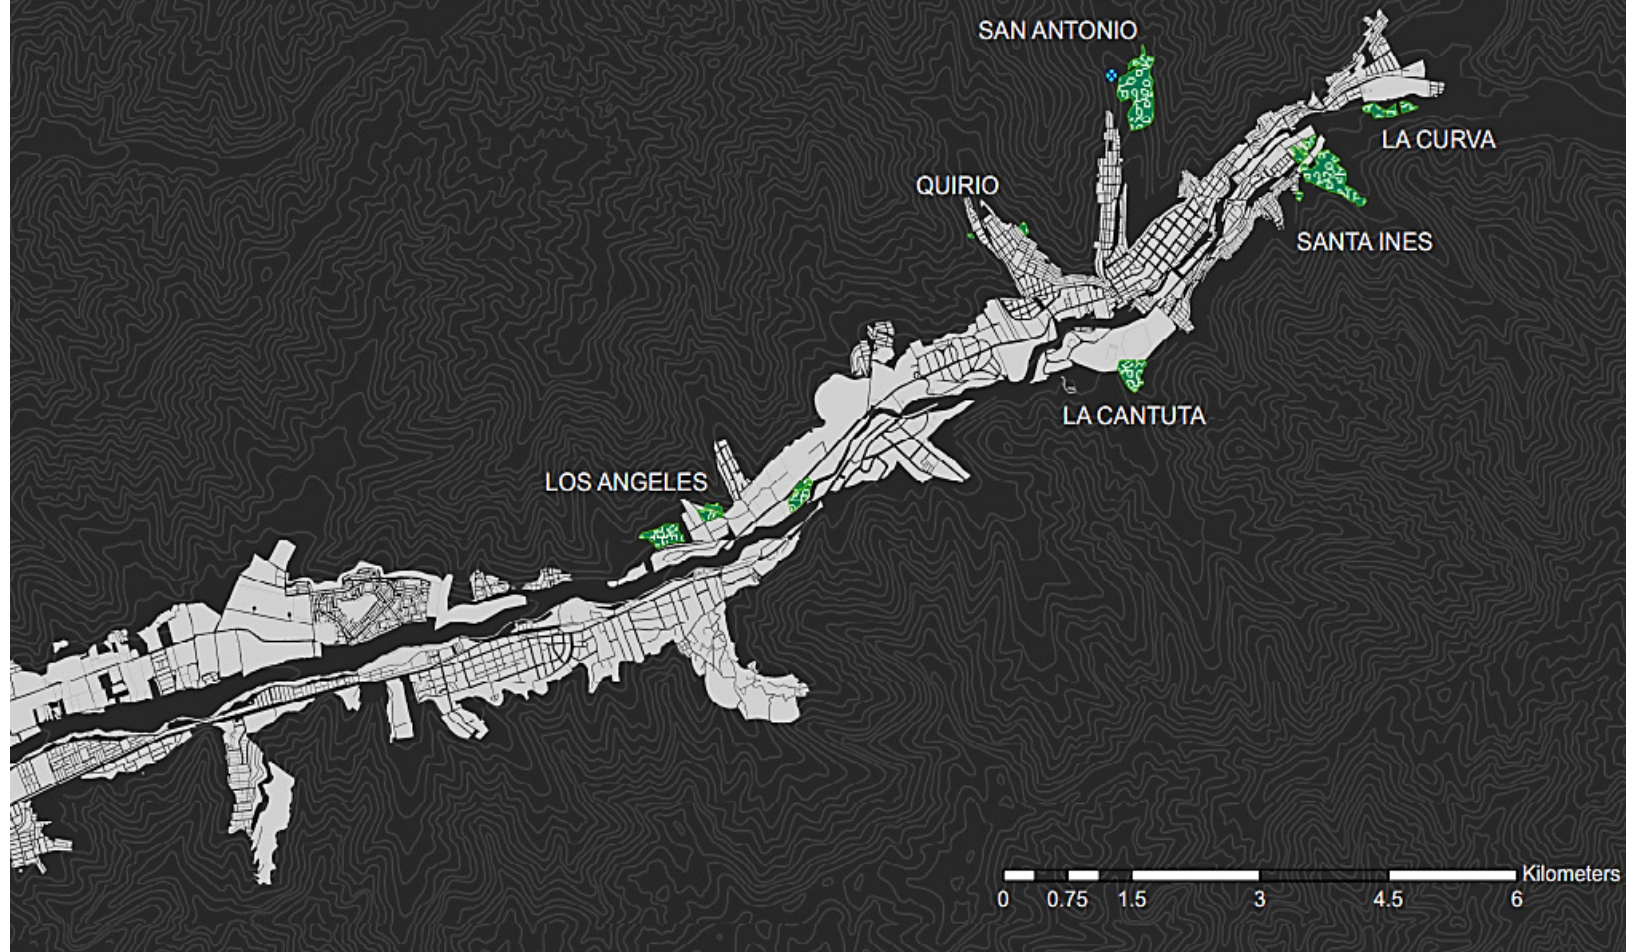 SAN ANTONIO
LA CURVA
QUIRIO
SANTA INES
LA CANTUTA
LOS ANGELES
Kilometers
0 0.75 1.5 3 4.5 6